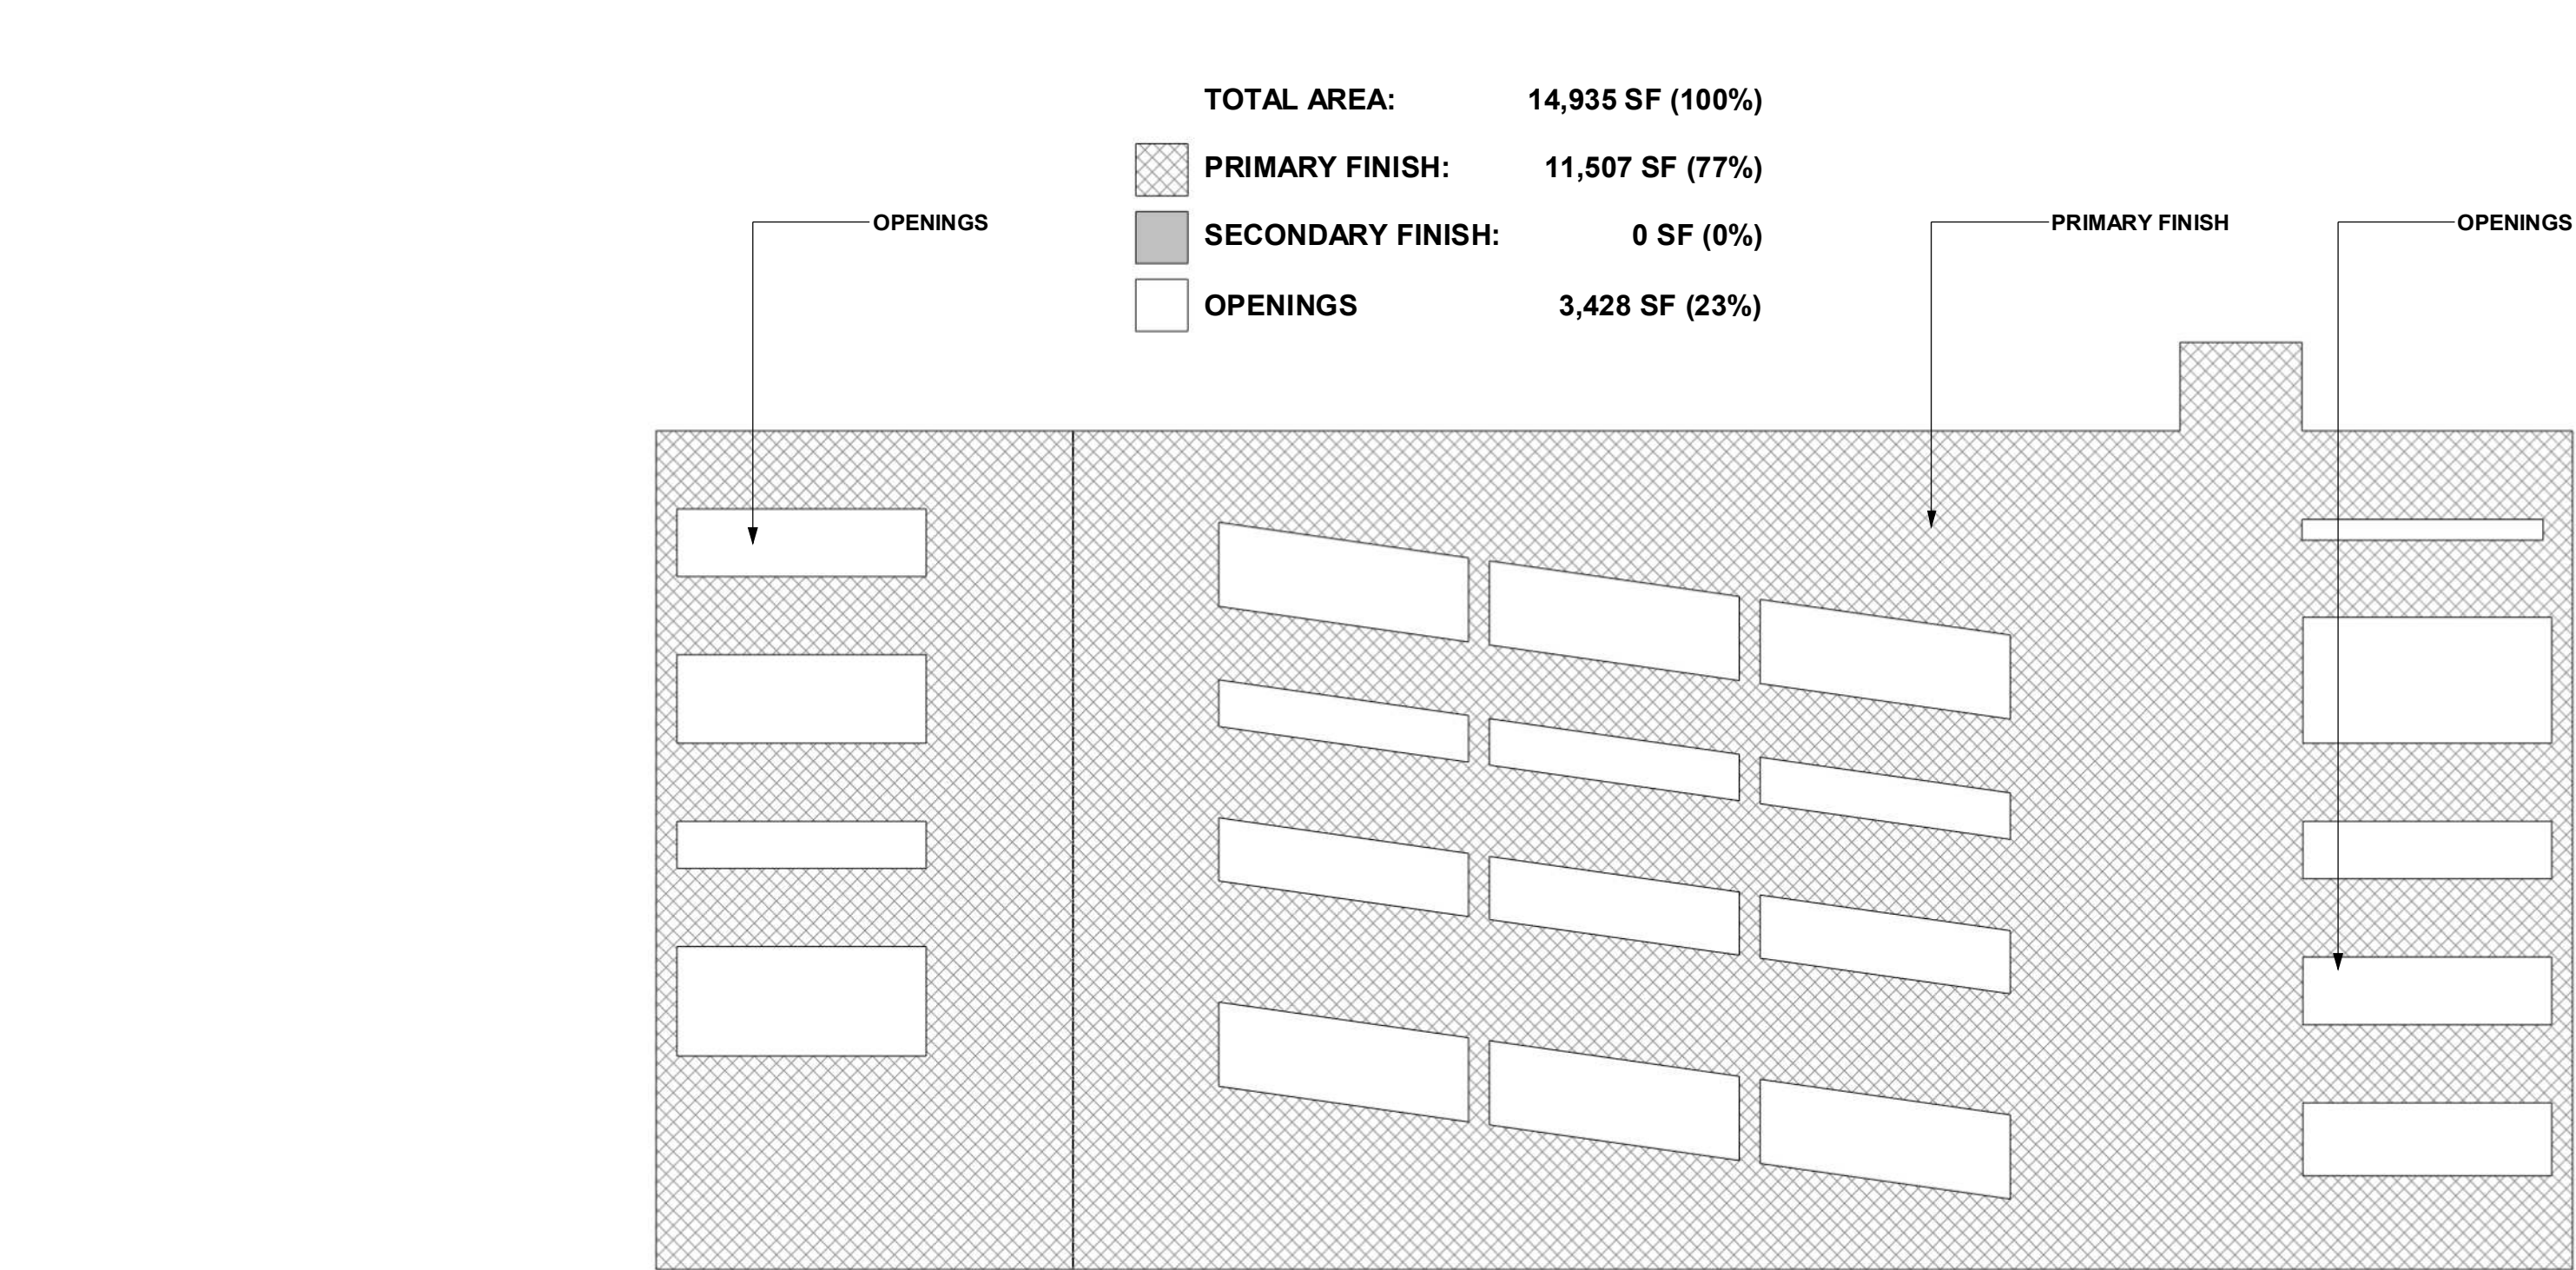 TOTAL AREA: 14,935 SF (100%)
PRIMARY FINISH: 11,507 SF (77%)
OPENINGS
PRIMARY FINISH
OPENINGS
SECONDARY FINISH: 0 SF (0%)
OPENINGS 3,428 SF (23%)